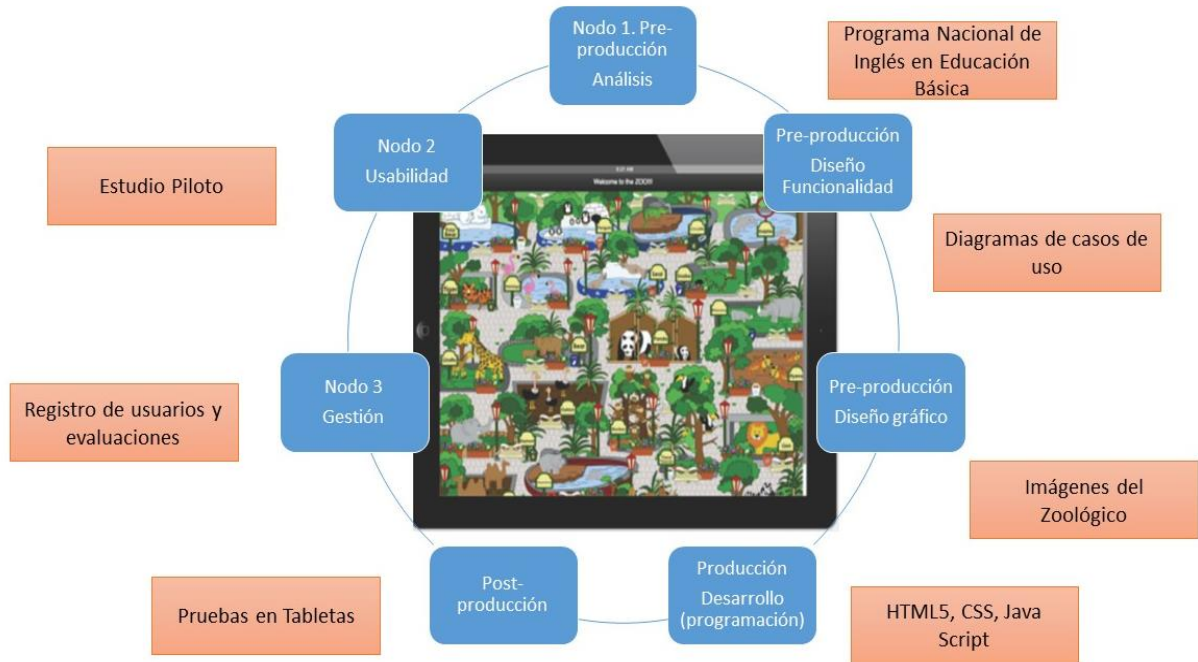 Nodo 1. Pre-
producción
Análisis
Programa Nacional de
Inglés en Educación
Básica
Pre-producción
Diseño
Funcionalidad
Diagramas de casos de
uso
Pre-producción
Diseño gráfico
Imágenes del
Zoológico
Producción
Desarrollo
(programación)
HTML5, CSS, Java
Script
Post-
producción
Pruebas en Tabletas
Nodo 3
Gestión
Registro de usuarios y
evaluaciones
Nodo 2
Usabilidad
Estudio Piloto
Welcome to the ZOO!!!